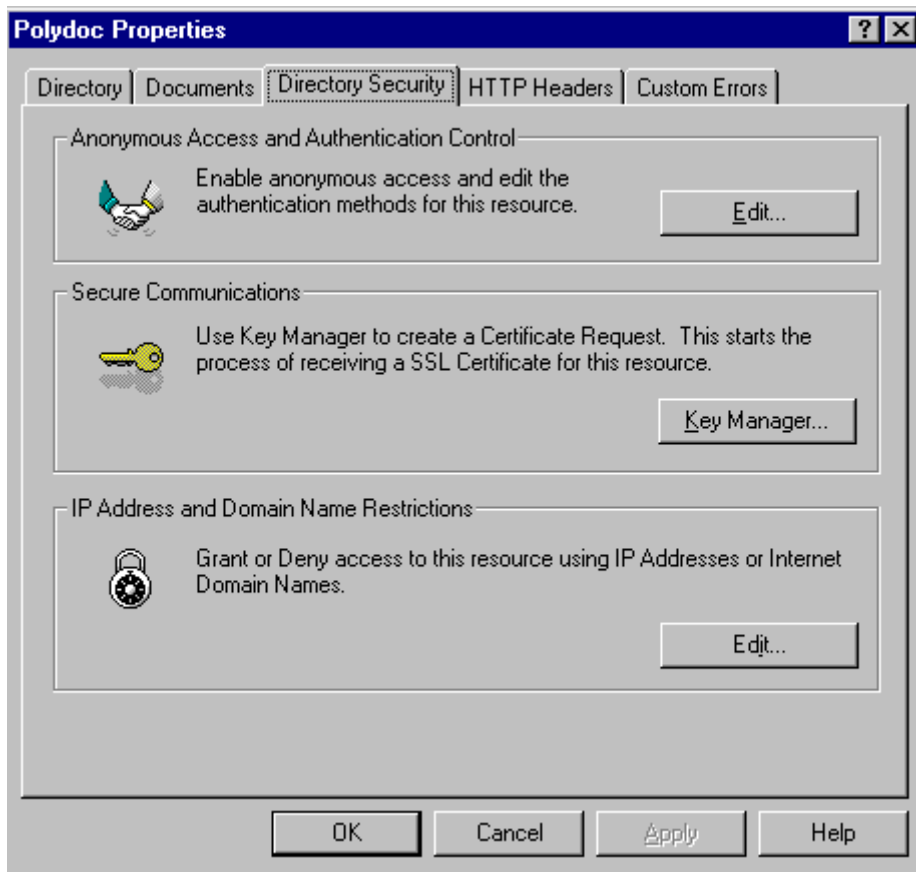 Polydoc Properties
Directory Documents Directory Security HTTP Headers Custom Errors
Anonymous Access and Authentication Control
Enable anonymous access and edit the
authentication methods for this resource.
Edit...
Secure Communications
Use Key Manager to create a Certificate Request.  This starts the
process of receiving a SSL Certificate for this resource.
Key Manager...
IP Address and Domain Name Restrictions
Grant or Deny access to this resource using IP Addresses or Internet
Domain Names.
Edit...
OK Cancel Apply Help